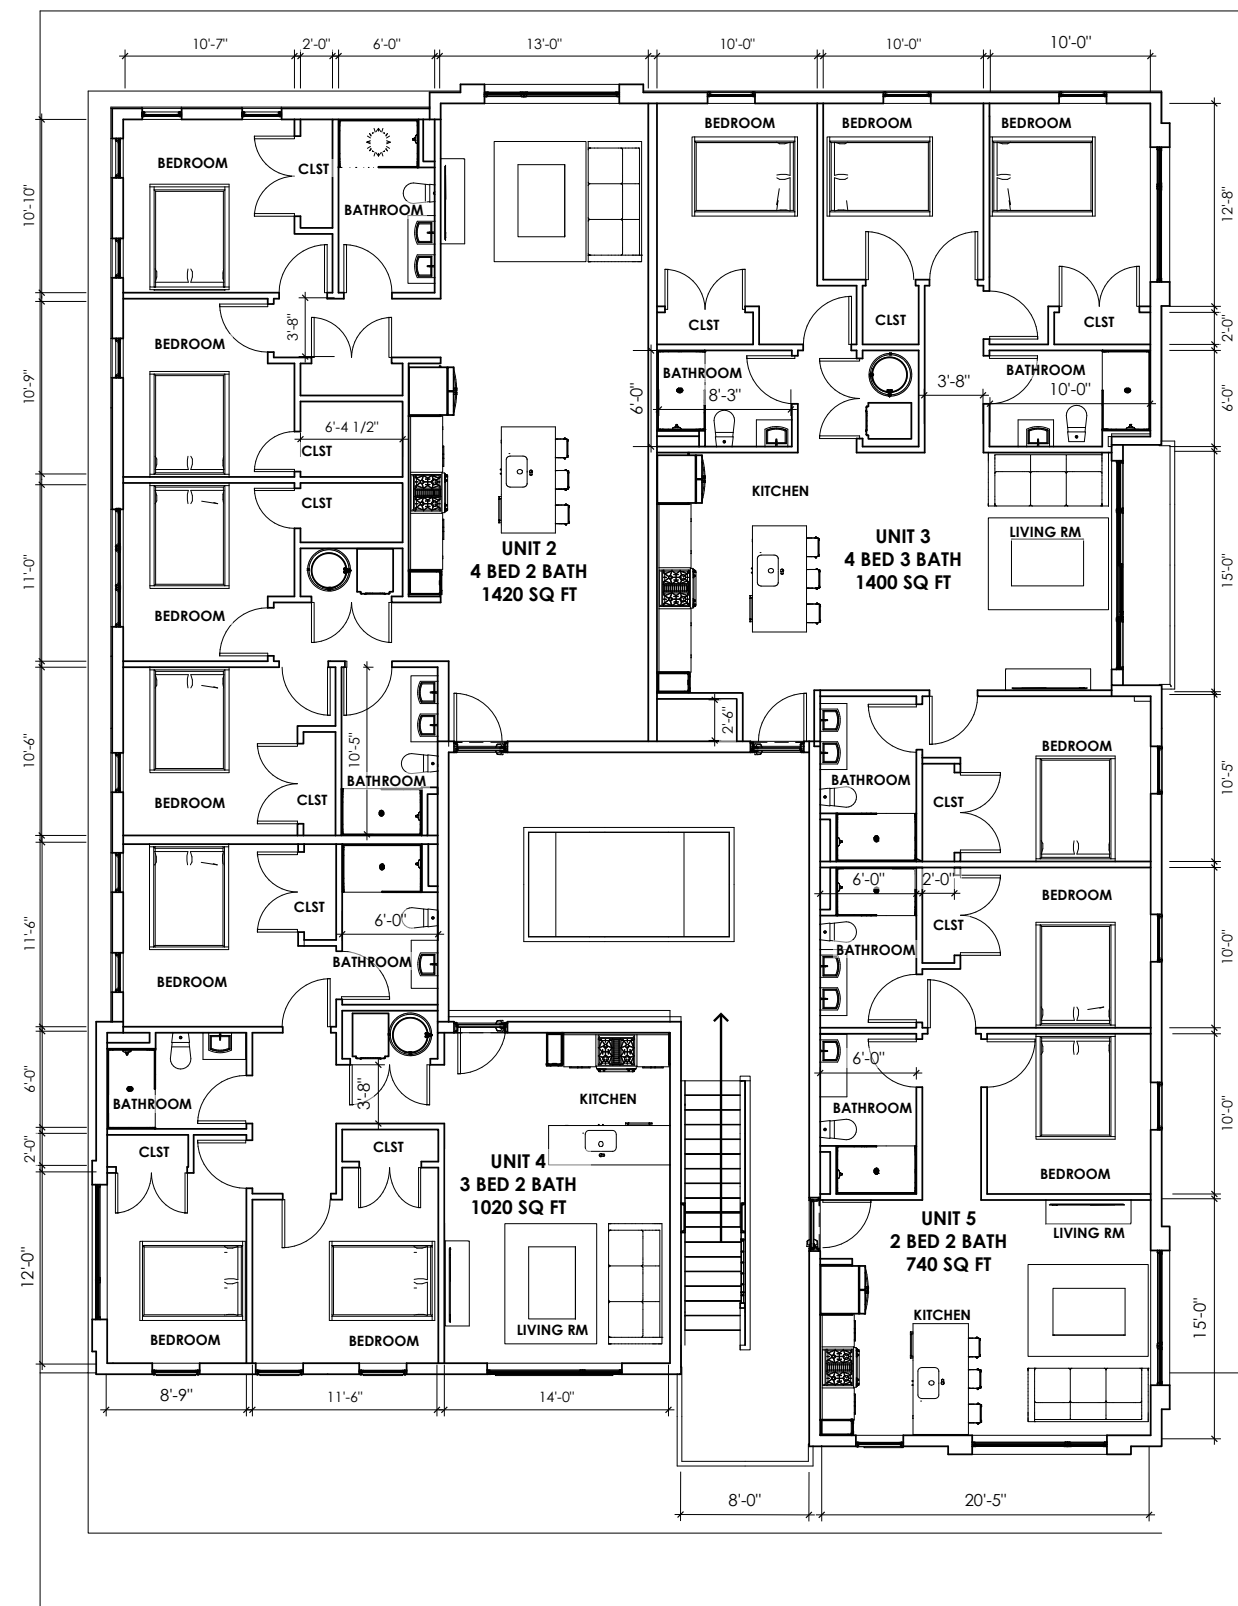 10'-7"
2'-0"
6'-0"
13'-0"
10'-0"
10'-0"
10'-0"
10'-10"
10'-9"
11'-0"
10'-6"
11'-6"
6'-0"
2'-0"
12'-0"
BEDROOM
CLST
BATHROOM
3'-8"
BEDROOM
6'-4 1/2"
CLST
CLST
BEDROOM
UNIT 2
4 BED 2 BATH
1420 SQ FT
10'-5"
BATHROOM
CLST
BEDROOM
BEDROOM
BEDROOM
BEDROOM
CLST
CLST
CLST
BATHROOM
8'-3"
6'-0"
3'-8"
BATHROOM
10'-0"
KITCHEN
UNIT 3
4 BED 3 BATH
1400 SQ FT
LIVING RM
2'-6"
12'-8"
2'-0"
6'-0"
15'-0"
10'-5"
10'-0"
10'-0"
15'-0"
BEDROOM
BATHROOM
CLST
6'-0"
2'-0"
BEDROOM
CLST
BATHROOM
6'-0"
BATHROOM
BEDROOM
CLST
6'-0"
BATHROOM
BEDROOM
BATHROOM
3'-8"
CLST
CLST
KITCHEN
UNIT 4
3 BED 2 BATH
1020 SQ FT
LIVING RM
BEDROOM
BEDROOM
UNIT 5
2 BED 2 BATH
740 SQ FT
LIVING RM
KITCHEN
8'-9"
11'-6"
14'-0"
8'-0"
20'-5"